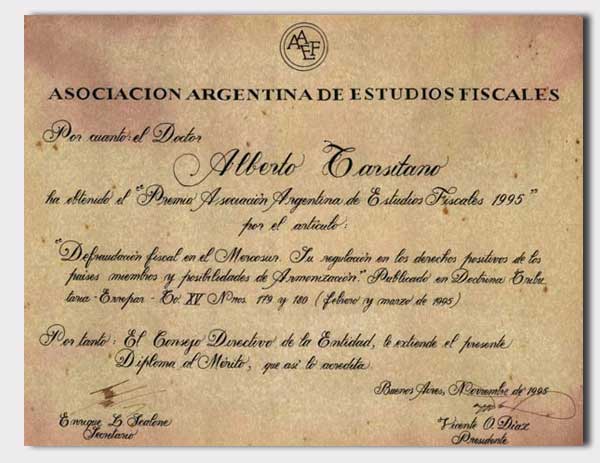 AAEF
ASOCIACION ARGENTINA DE ESTUDIOS FISCALES
Por cuanto: el Doctor
Alberto Tarsitano
ha obtenido el "Premio Asociación Argentina de Estudios Fiscales 1995"
por el artículo:
"Defraudación fiscal en el Mercosur. Su regulación en los derechos positivos de los
países miembros y posibilidades de Armonización." Publicado en Doctrina Tribu
taria - Errepar - To. XV Nros. 179 y 180 (febrero y marzo de 1995)
Por tanto: El Consejo Directivo de la Entidad, le extiende el presente
Diploma al Mérito, que así lo acredita.
Buenos Aires, Noviembre de 1995
Enrique L. Scalone
Secretario
Vicente O. Díaz
Presidente